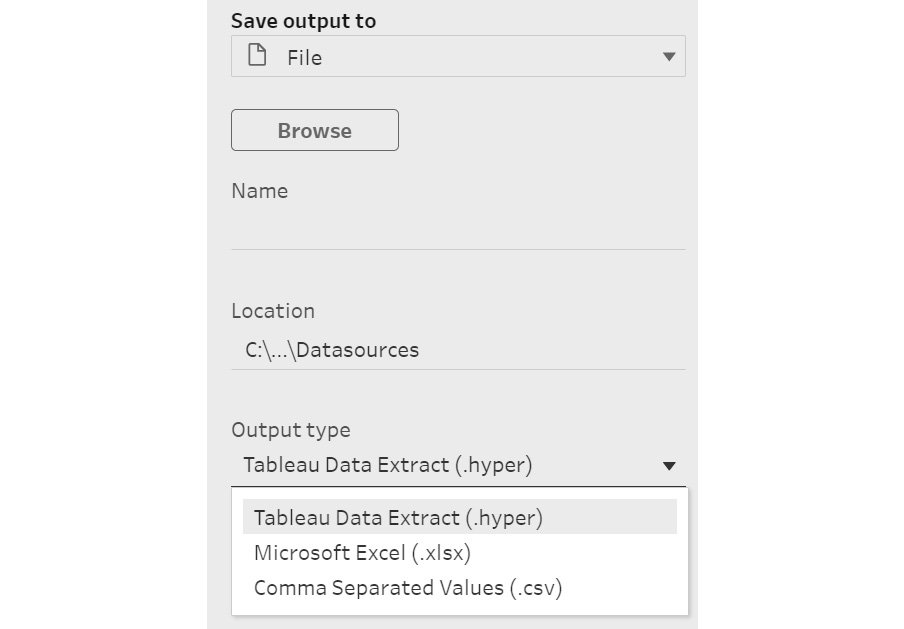 Save output to
File
Browse
Name
Location
C:\...\Datasources
Output type
Tableau Data Extract (.hyper)
Tableau Data Extract (.hyper)
Microsoft Excel (.xlsx)
Comma Separated Values (.csv)